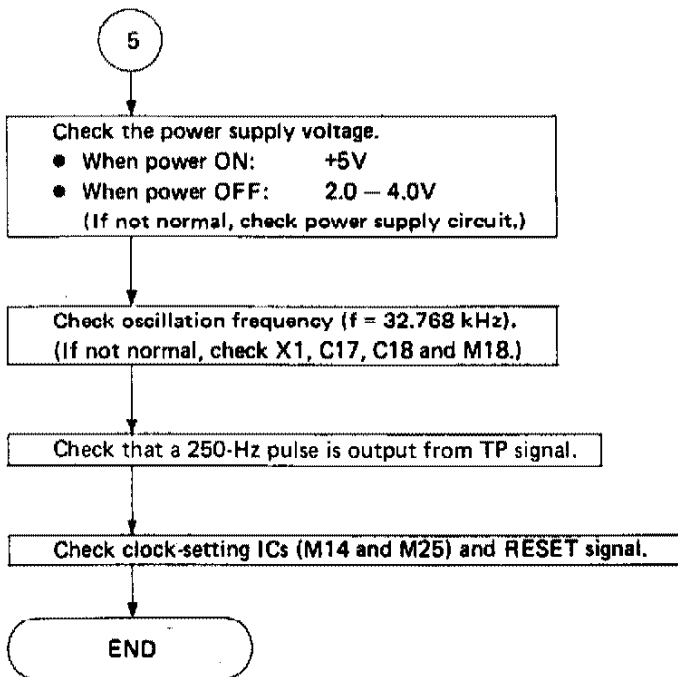 5
Check the power supply voltage.
● When power ON: +5V
● When power OFF: 2.0 – 4.0V
(If not normal, check power supply circuit.)
Check oscillation frequency (f = 32.768 kHz).
(If not normal, check X1, C17, C18 and M18.)
Check that a 250-Hz pulse is output from TP signal.
Check clock-setting ICs (M14 and M25) and RESET signal.
END